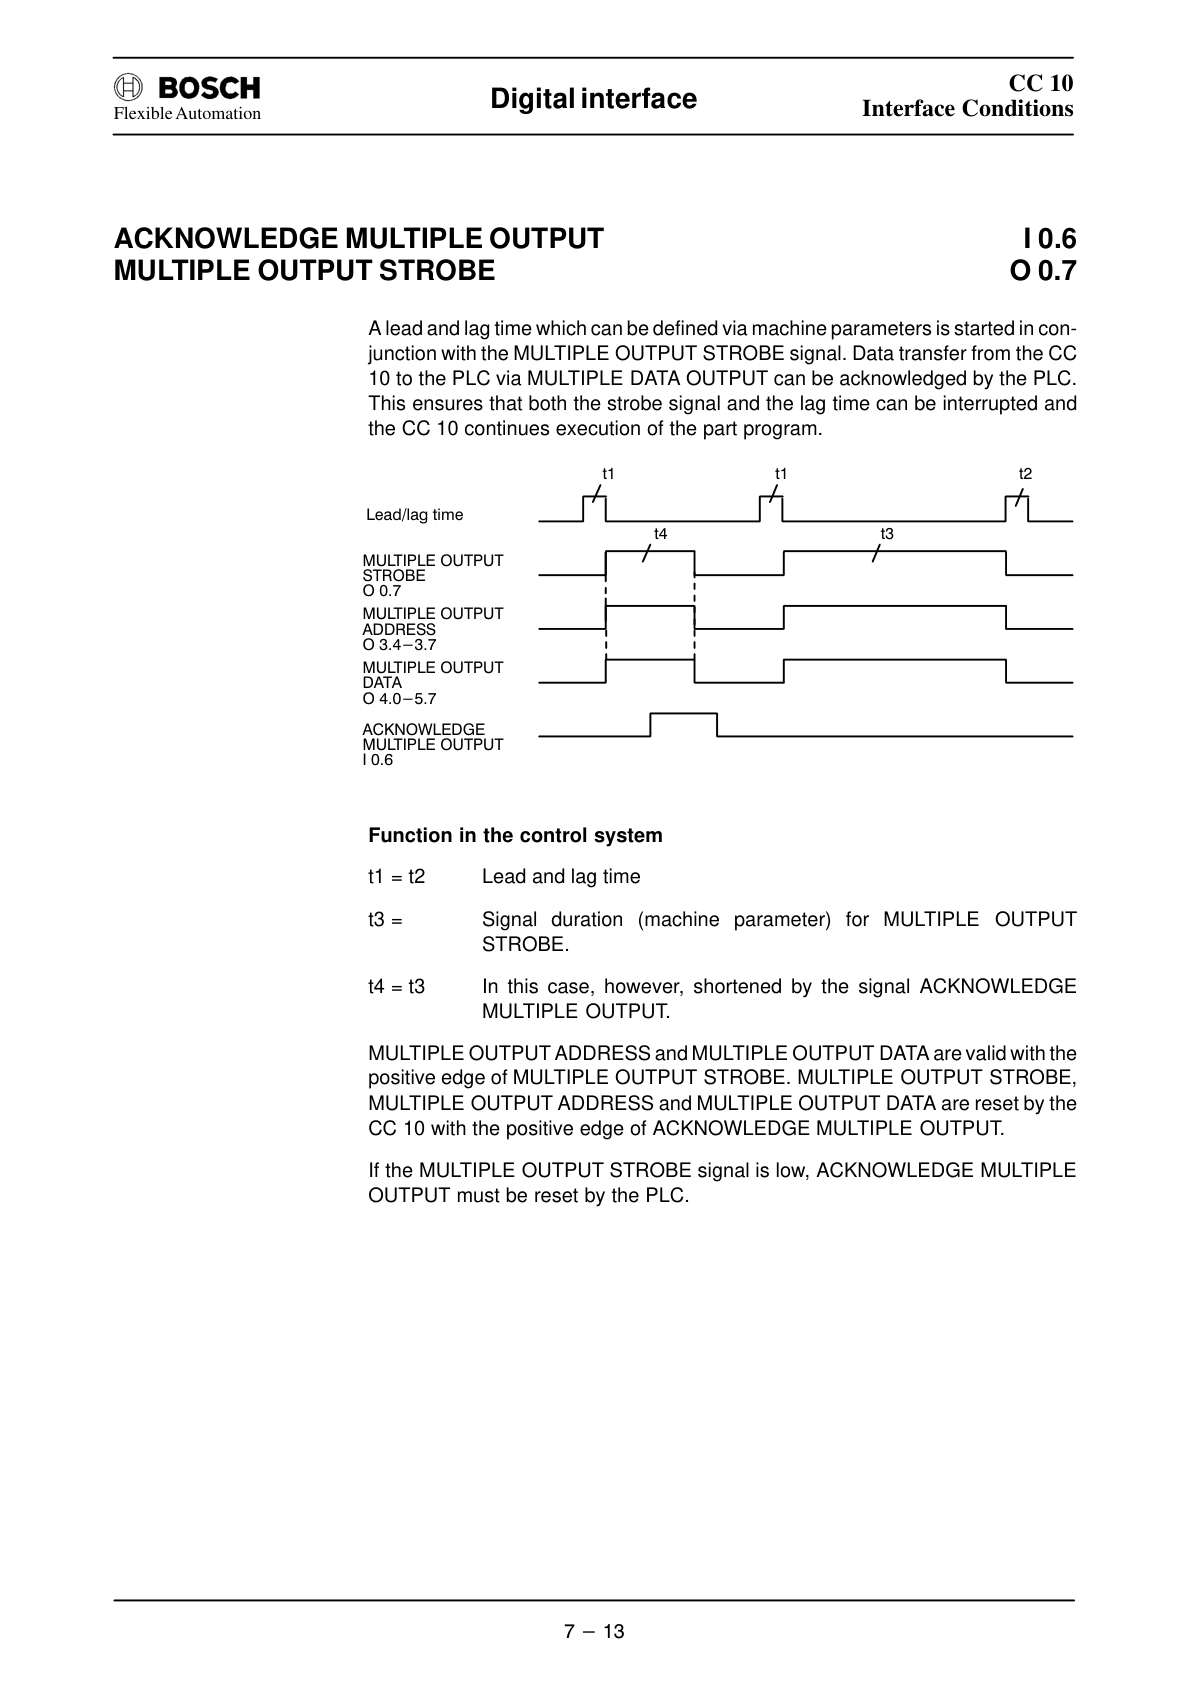 BOSCH
Flexible Automation
Digital interface
CC 10
Interface Conditions
ACKNOWLEDGE MULTIPLE OUTPUT I 0.6
MULTIPLE OUTPUT STROBE O 0.7
A lead and lag time which can be defined via machine parameters is started in con-
junction with the MULTIPLE OUTPUT STROBE signal. Data transfer from the CC
10 to the PLC via MULTIPLE DATA OUTPUT can be acknowledged by the PLC.
This ensures that both the strobe signal and the lag time can be interrupted and
the CC 10 continues execution of the part program.
t1 t1 t2
Lead/lag time
t4 t3
MULTIPLE OUTPUT
STROBE
O 0.7
MULTIPLE OUTPUT
ADDRESS
O 3.4–3.7
MULTIPLE OUTPUT
DATA
O 4.0–5.7
ACKNOWLEDGE
MULTIPLE OUTPUT
I 0.6
Function in the control system
t1 = t2 Lead and lag time
t3 = Signal duration (machine parameter) for MULTIPLE OUTPUT
STROBE.
t4 = t3 In this case, however, shortened by the signal ACKNOWLEDGE
MULTIPLE OUTPUT.
MULTIPLE OUTPUT ADDRESS and MULTIPLE OUTPUT DATA are valid with the
positive edge of MULTIPLE OUTPUT STROBE. MULTIPLE OUTPUT STROBE,
MULTIPLE OUTPUT ADDRESS and MULTIPLE OUTPUT DATA are reset by the
CC 10 with the positive edge of ACKNOWLEDGE MULTIPLE OUTPUT.
If the MULTIPLE OUTPUT STROBE signal is low, ACKNOWLEDGE MULTIPLE
OUTPUT must be reset by the PLC.
7 – 13